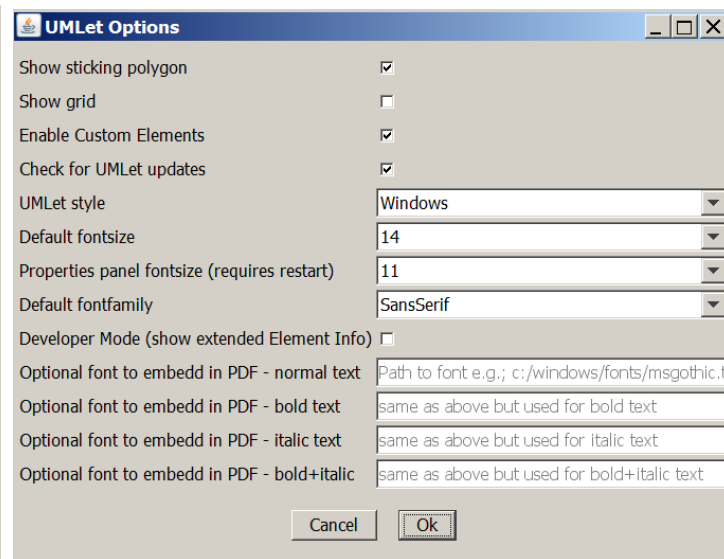 UMLet Options
Show sticking polygon
Show grid
Enable Custom Elements
Check for UMLet updates
UMLet style Windows
Default fontsize 14
Properties panel fontsize (requires restart) 11
Default fontfamily SansSerif
Developer Mode (show extended Element Info)
Optional font to embedd in PDF - normal text Path to font e.g.; c:/windows/fonts/msgothic.t
Optional font to embedd in PDF - bold text same as above but used for bold text
Optional font to embedd in PDF - italic text same as above but used for italic text
Optional font to embedd in PDF - bold+italic same as above but used for bold+italic text
Cancel Ok